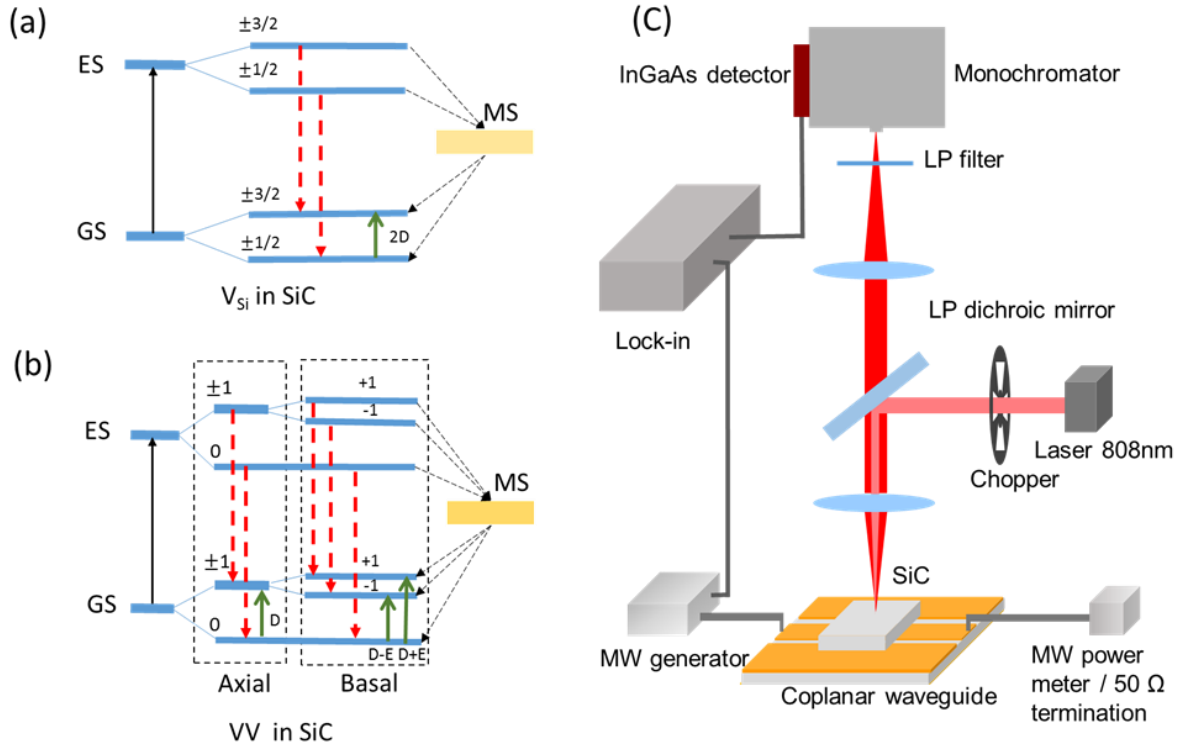 (a)
±3/2
ES
±1/2
MS
±3/2
GS
2D
±1/2
V_Si in SiC
(b)
±1
+1
-1
ES
0
MS
±1
+1
-1
GS
D
0
D-E D+E
Axial
Basal
VV in SiC
(C)
InGaAs detector
Monochromator
LP filter
Lock-in
LP dichroic mirror
Laser 808nm
Chopper
SiC
MW generator
Coplanar waveguide
MW power
meter / 50 Ω
termination